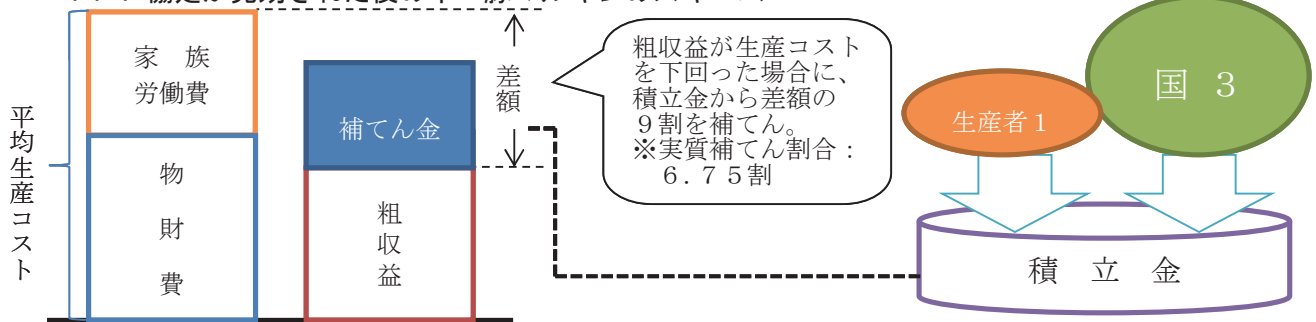 家　族
労働費
平均生産コスト
物
財
費
補てん金
粗
収
益
差額
粗収益が生産コスト
を下回った場合に、
積立金から差額の
９割を補てん。
※実質補てん割合：
６.７５割
生産者１
国　３
積　立　金